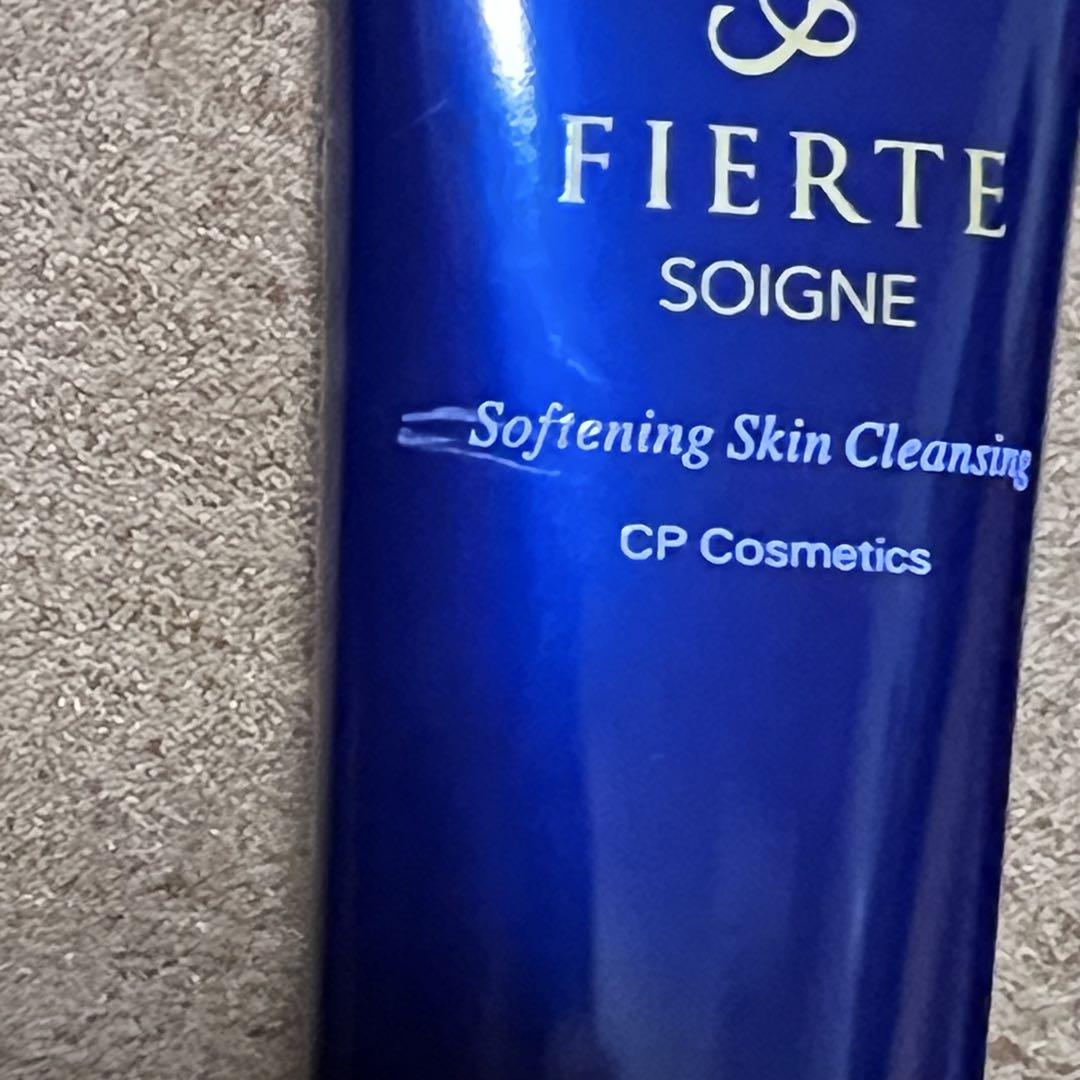 FIERTE
SOIGNE
Softening Skin Cleansing
CP Cosmetics